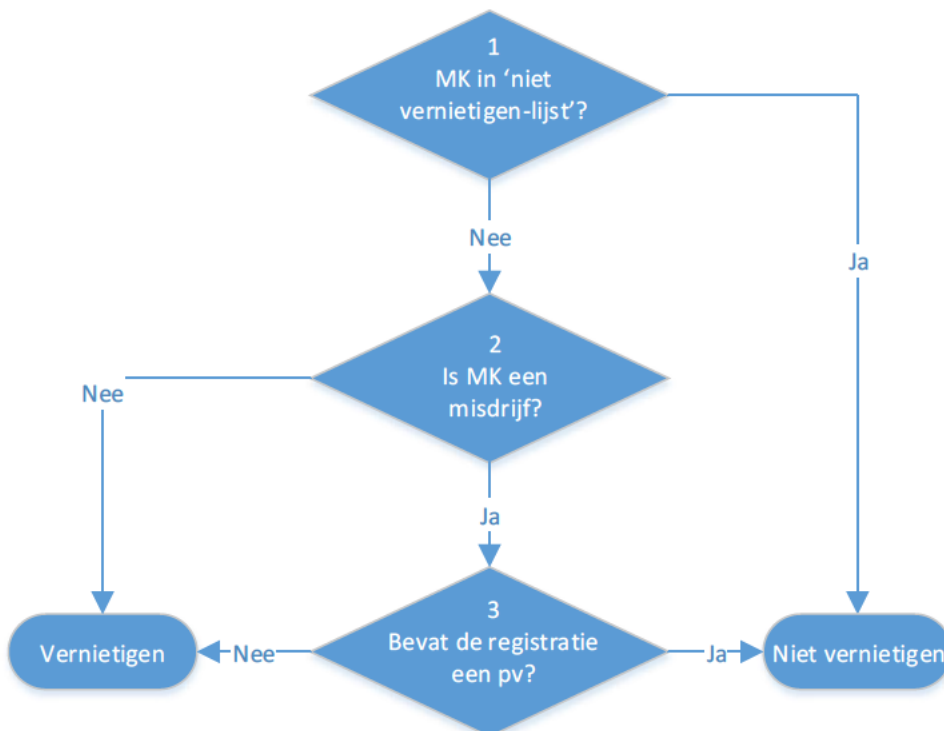 1
MK in ‘niet
vernietigen-lijst’?
Nee
Ja
2
Is MK een
misdrijf?
Nee
Ja
3
Bevat de registratie
een pv?
Vernietigen
Nee
Ja
Niet vernietigen